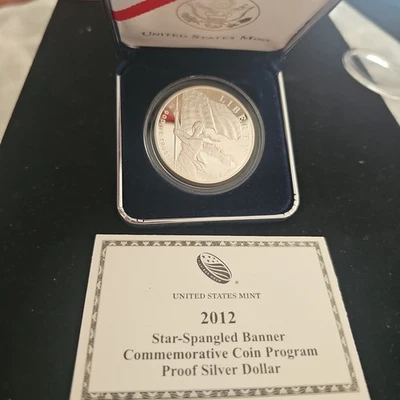 UNITED STATES MINT
LIBERTY
UNITED STATES MINT
2012
Star-Spangled Banner
Commemorative Coin Program
Proof Silver Dollar